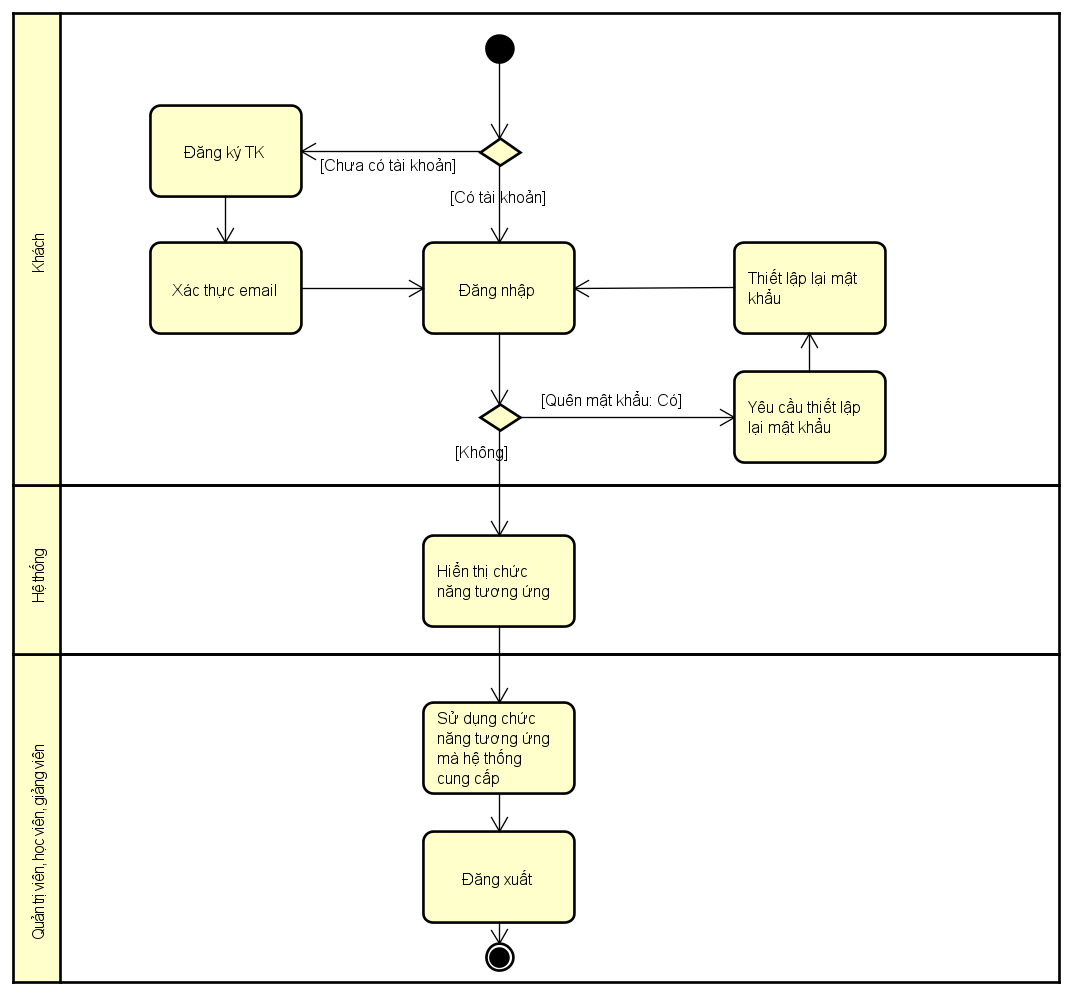 Khách
Đăng ký TK
[Chưa có tài khoản]
[Có tài khoản]
Xác thực email
Đăng nhập
Thiết lập lại mật
khẩu
[Quên mật khẩu: Có]
Yêu cầu thiết lập
lại mật khẩu
[Không]
Hệ thống
Hiển thị chức
năng tương ứng
Quản trị viên, học viên, giảng viên
Sử dụng chức
năng tương ứng
mà hệ thống
cung cấp
Đăng xuất